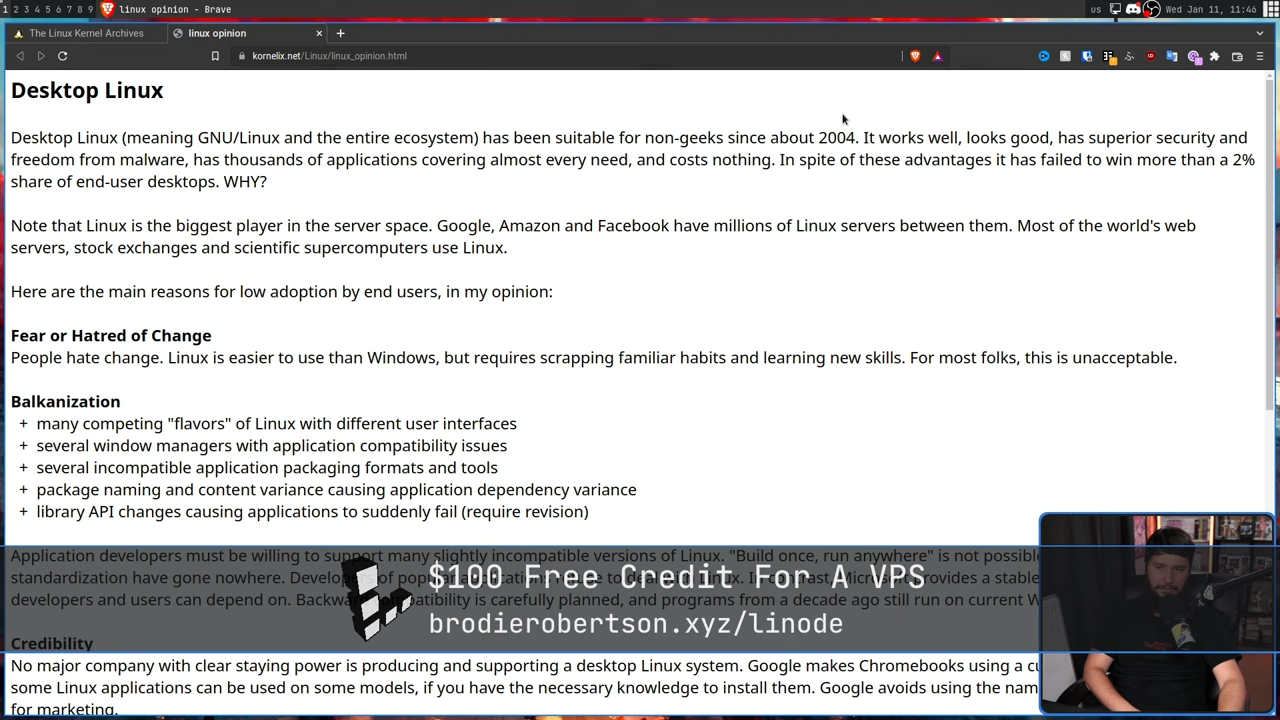 1 2 3 4 5 6 7 8 9 linux opinion - Brave us Wed Jan 11, 11:46
The Linux Kernel Archives linux opinion
kornelix.net/Linux/linux_opinion.html
Desktop Linux
Desktop Linux (meaning GNU/Linux and the entire ecosystem) has been suitable for non-geeks since about 2004. It works well, looks good, has superior security and
freedom from malware, has thousands of applications covering almost every need, and costs nothing. In spite of these advantages it has failed to win more than a 2%
share of end-user desktops. WHY?
Note that Linux is the biggest player in the server space. Google, Amazon and Facebook have millions of Linux servers between them. Most of the world's web
servers, stock exchanges and scientific supercomputers use Linux.
Here are the main reasons for low adoption by end users, in my opinion:
Fear or Hatred of Change
People hate change. Linux is easier to use than Windows, but requires scrapping familiar habits and learning new skills. For most folks, this is unacceptable.
Balkanization
+ many competing "flavors" of Linux with different user interfaces
+ several window managers with application compatibility issues
+ several incompatible application packaging formats and tools
+ package naming and content variance causing application dependency variance
+ library API changes causing applications to suddenly fail (require revision)
Application developers must be willing to support many slightly incompatible versions of Linux. "Build once, run anywhere" is not possible
standardization have gone nowhere. Developers of popular Linux. In contrast, Microsoft provides a stable
developers and users can depend on. Backward compatibility is carefully planned, and programs from a decade ago still run on current W
$100 Free Credit For A VPS
brodierobertson.xyz/linode
Credibility
No major company with clear staying power is producing and supporting a desktop Linux system. Google makes Chromebooks using a cu
some Linux applications can be used on some models, if you have the necessary knowledge to install them. Google avoids using the nam
for marketing.